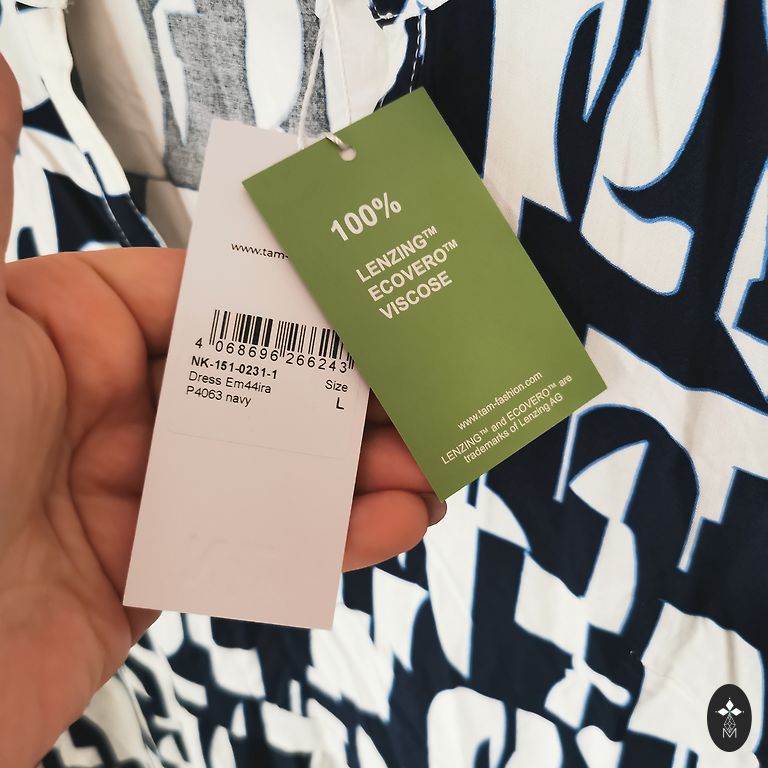 www.tam-
4 068696 266243
NK-151-0231-1
Dress Em44ira
Size
P4063 navy
L
100%
LENZING™
ECOVERO™
VISCOSE
www.tam-fashion.com
LENZING™ and ECOVERO™ are
trademarks of Lenzing AG
M